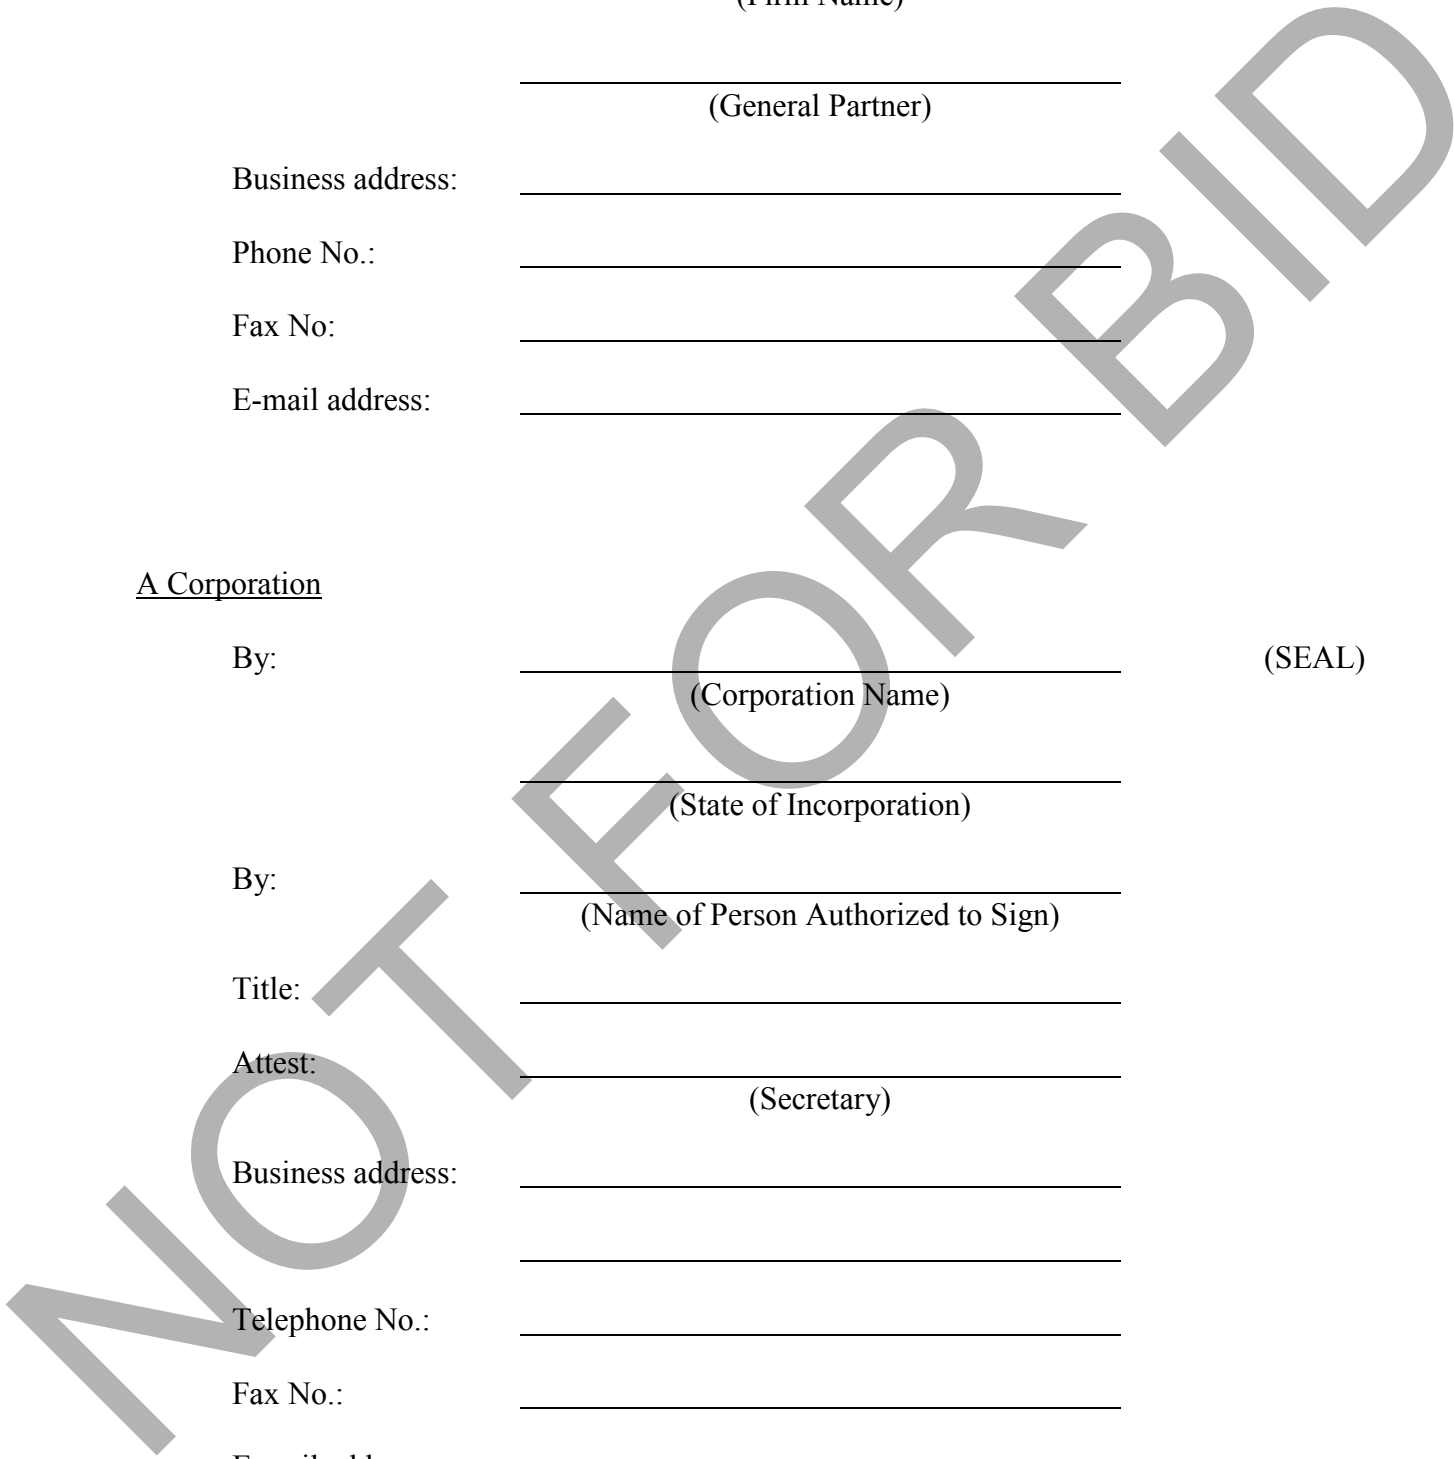 (General Partner)
Business address:
Phone No.:
Fax No:
E-mail address:
A Corporation
By: (SEAL)
(Corporation Name)
(State of Incorporation)
By:
(Name of Person Authorized to Sign)
Title:
Attest:
(Secretary)
Business address:
Telephone No.:
Fax No.:
NOT FOR BID